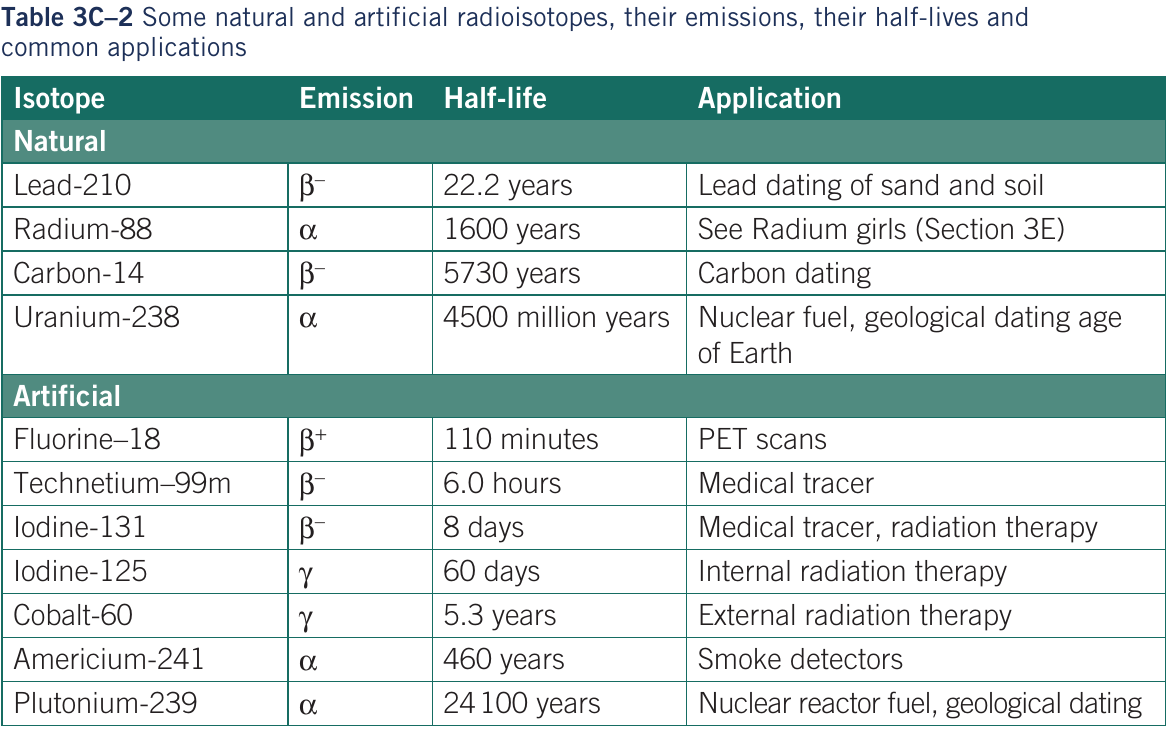 Table 3C–2 Some natural and artificial radioisotopes, their emissions, their half-lives and
common applications
Isotope Emission Half-life Application
Natural
Lead-210 β⁻ 22.2 years Lead dating of sand and soil
Radium-88 α 1600 years See Radium girls (Section 3E)
Carbon-14 β⁻ 5730 years Carbon dating
Uranium-238 α 4500 million years Nuclear fuel, geological dating age
of Earth
Artificial
Fluorine–18 β⁺ 110 minutes PET scans
Technetium–99m β⁻ 6.0 hours Medical tracer
Iodine-131 β⁻ 8 days Medical tracer, radiation therapy
Iodine-125 γ 60 days Internal radiation therapy
Cobalt-60 γ 5.3 years External radiation therapy
Americium-241 α 460 years Smoke detectors
Plutonium-239 α 24 100 years Nuclear reactor fuel, geological dating